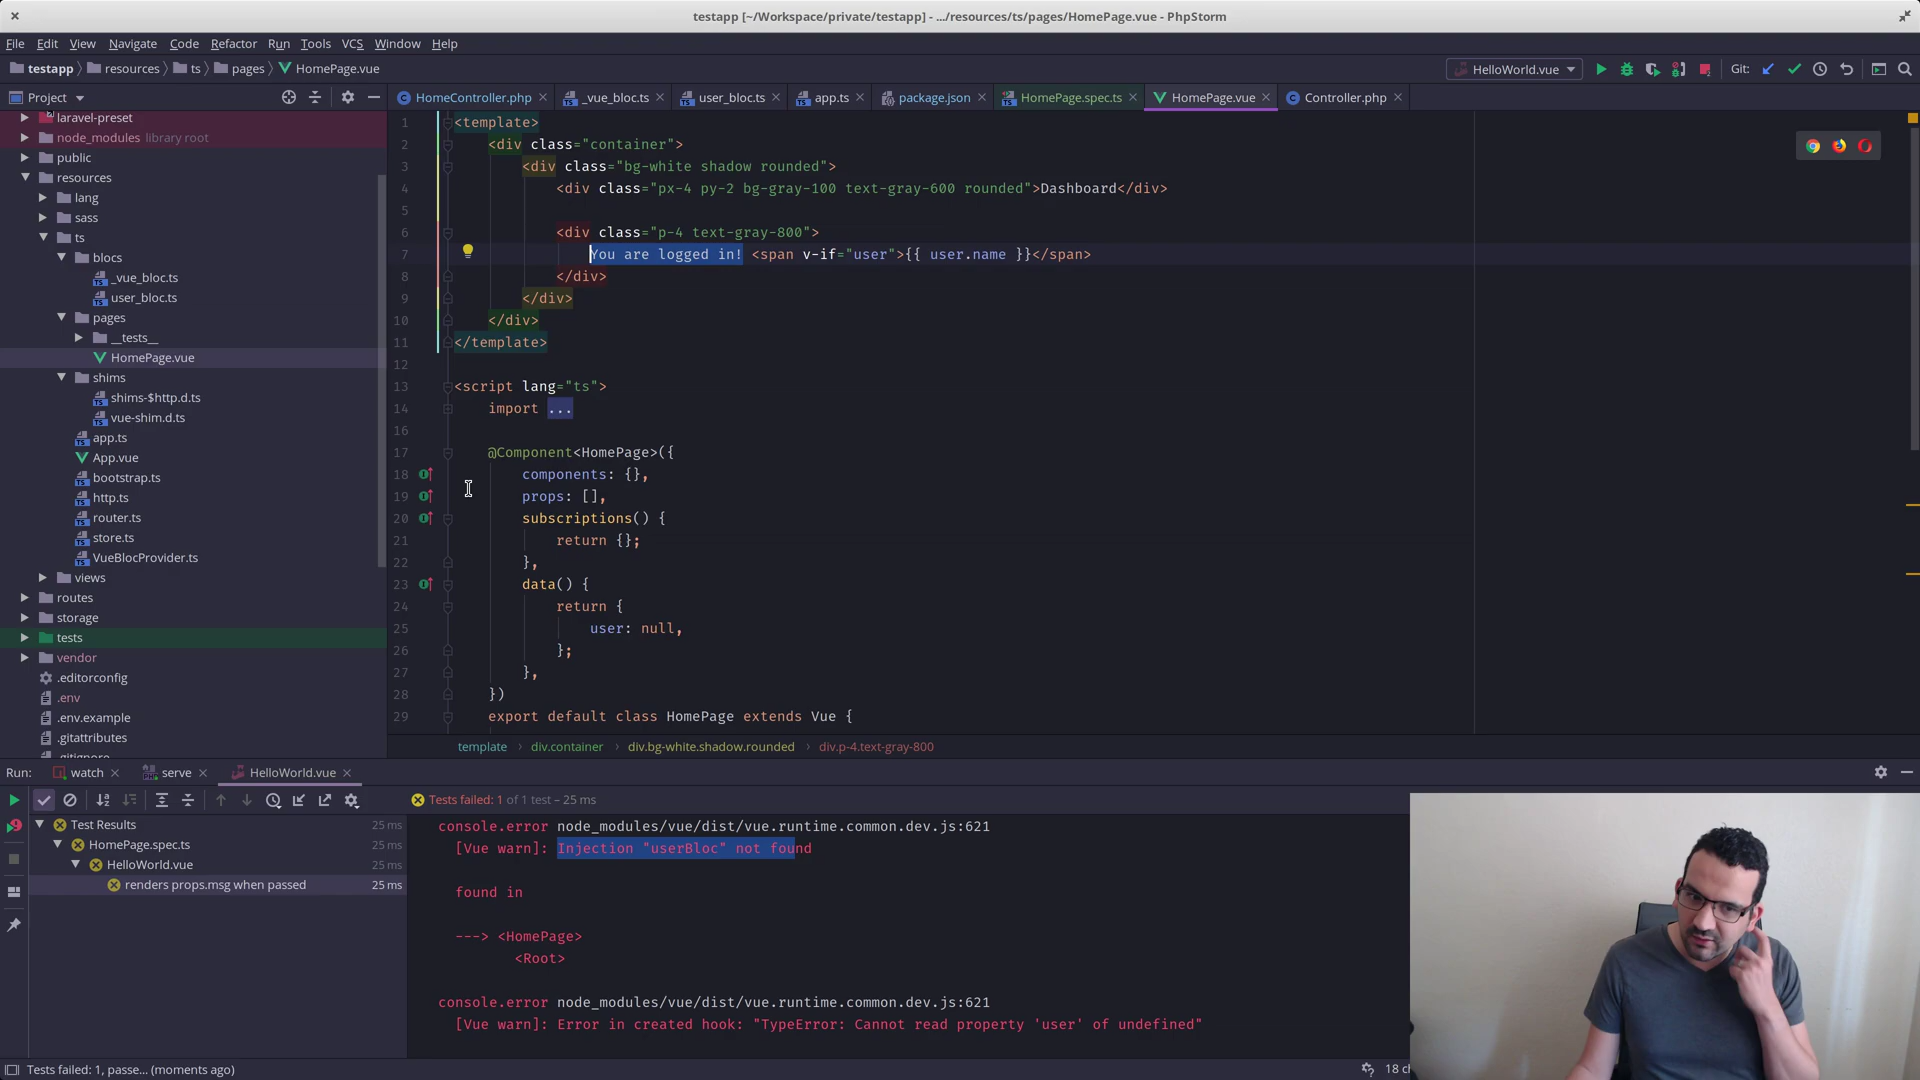 testapp [~/Workspace/private/testapp] - .../resources/ts/pages/HomePage.vue - PhpStorm
File Edit View Navigate Code Refactor Run Tools VCS Window Help
testapp resources ts pages HomePage.vue HelloWorld.vue Git:
Project HomeController.php _vue_bloc.ts user_bloc.ts app.ts package.json HomePage.spec.ts HomePage.vue Controller.php
laravel-preset
node_modules library root
public
resources
lang
sass
ts
blocs
_vue_bloc.ts
user_bloc.ts
pages
__tests__
HomePage.vue
shims
shims-$http.d.ts
vue-shim.d.ts
app.ts
App.vue
bootstrap.ts
http.ts
router.ts
store.ts
VueBlocProvider.ts
views
routes
storage
tests
vendor
.editorconfig
.env
.env.example
.gitattributes
.gitignore
1 <template>
2 <div class="container">
3 <div class="bg-white shadow rounded">
4 <div class="px-4 py-2 bg-gray-100 text-gray-600 rounded">Dashboard</div>
5
6 <div class="p-4 text-gray-800">
7 You are logged in! <span v-if="user">{{ user.name }}</span>
8 </div>
9 </div>
10 </div>
11 </template>
12
13 <script lang="ts">
14 import ...
16
17 @Component<HomePage>({
18 components: {},
19 props: [],
20 subscriptions() {
21 return {};
22 },
23 data() {
24 return {
25 user: null,
26 };
27 },
28 })
29 export default class HomePage extends Vue {
template › div.container › div.bg-white.shadow.rounded › div.p-4.text-gray-800
Run: watch serve HelloWorld.vue
Tests failed: 1 of 1 test – 25 ms
Test Results 25 ms
HomePage.spec.ts 25 ms
HelloWorld.vue 25 ms
renders props.msg when passed 25 ms
console.error node_modules/vue/dist/vue.runtime.common.dev.js:621
[Vue warn]: Injection "userBloc" not found
found in
---> <HomePage>
<Root>
console.error node_modules/vue/dist/vue.runtime.common.dev.js:621
[Vue warn]: Error in created hook: "TypeError: Cannot read property 'user' of undefined"
Tests failed: 1, passe... (moments ago) 18 ch